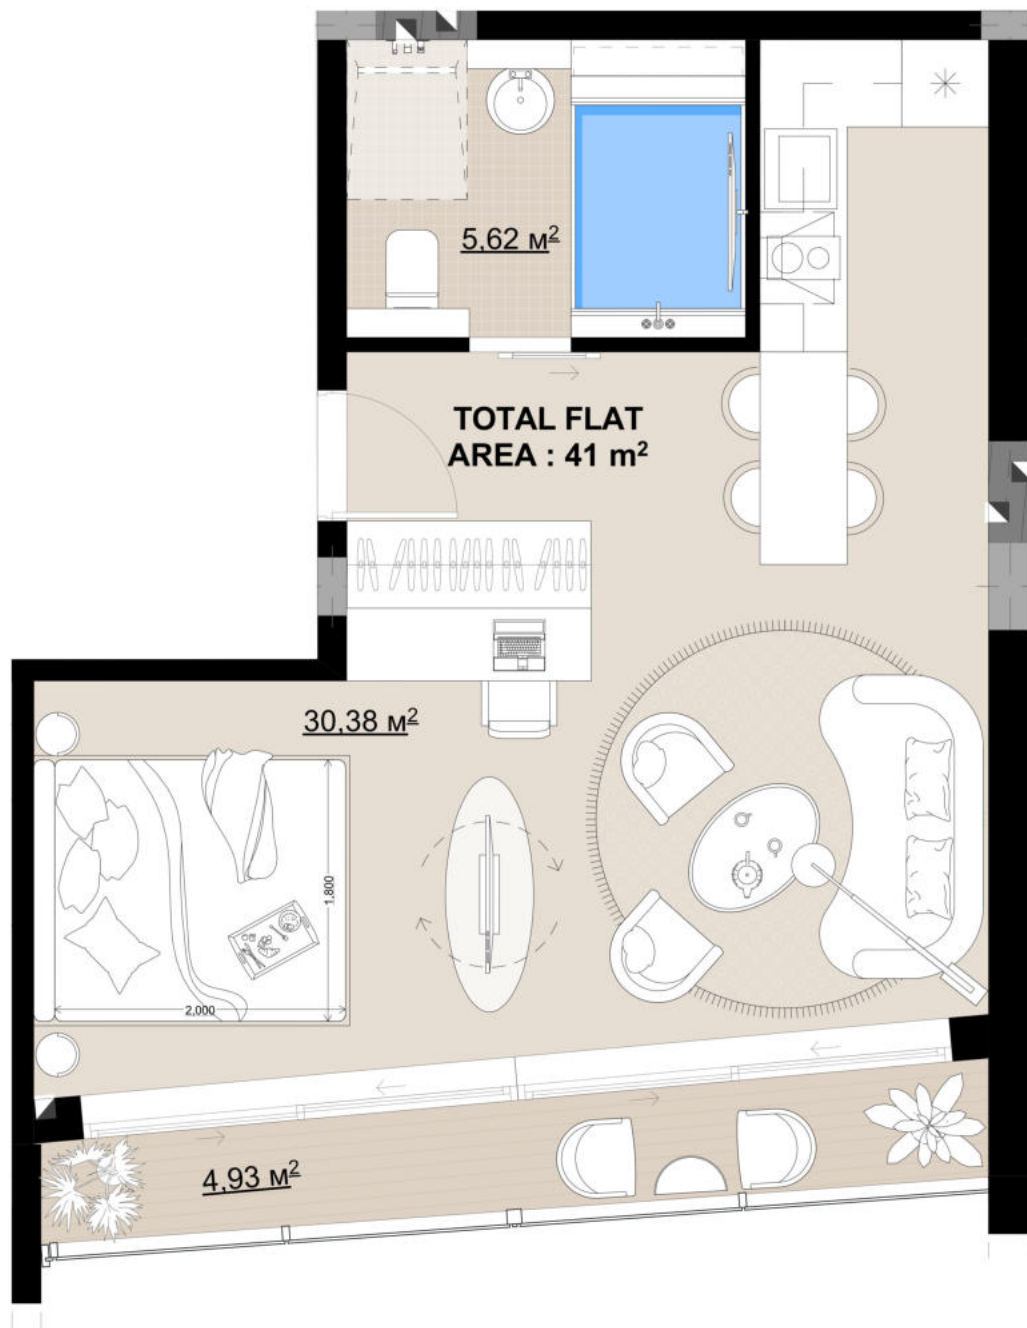 5,62 м²
TOTAL FLAT
AREA : 41 m²
30,38 м²
1,800
2,000
4,93 м²